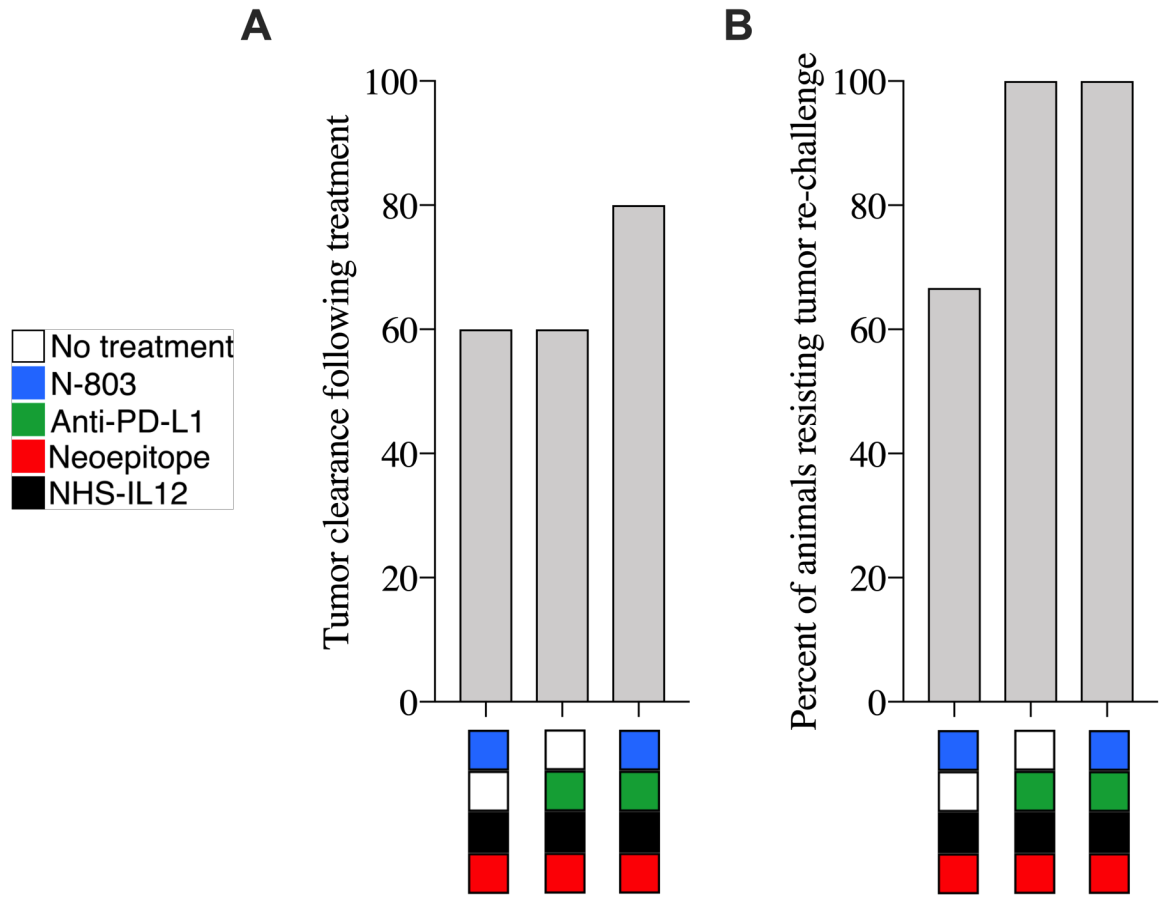 A
B
No treatment
N-803
Anti-PD-L1
Neoepitope
NHS-IL12
Tumor clearance following treatment
100
80
60
40
20
0
Percent of animals resisting tumor re-challenge
100
80
60
40
20
0